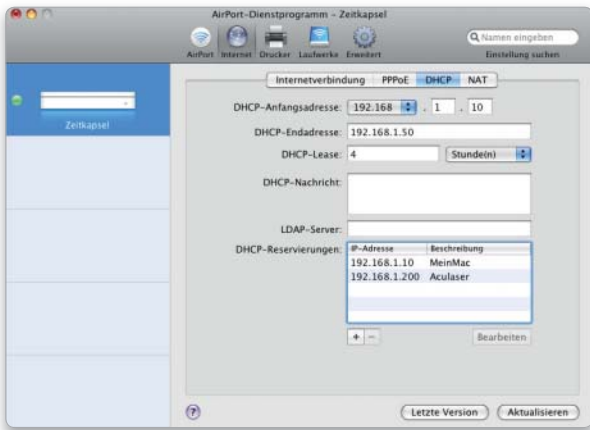 AirPort-Dienstprogramm – Zeitkapsel
AirPort Internet Drucker Laufwerke Erweitert
Namen eingeben
Einstellung suchen
Zeitkapsel
Internetverbindung PPPoE DHCP NAT
DHCP-Anfangsadresse: 192.168 . 1 . 10
DHCP-Endadresse: 192.168.1.50
DHCP-Lease: 4 Stunde(n)
DHCP-Nachricht:
LDAP-Server:
DHCP-Reservierungen: IP-Adresse Beschreibung
192.168.1.10 MeinMac
192.168.1.200 Aculaser
+ − Bearbeiten
? Letzte Version Aktualisieren